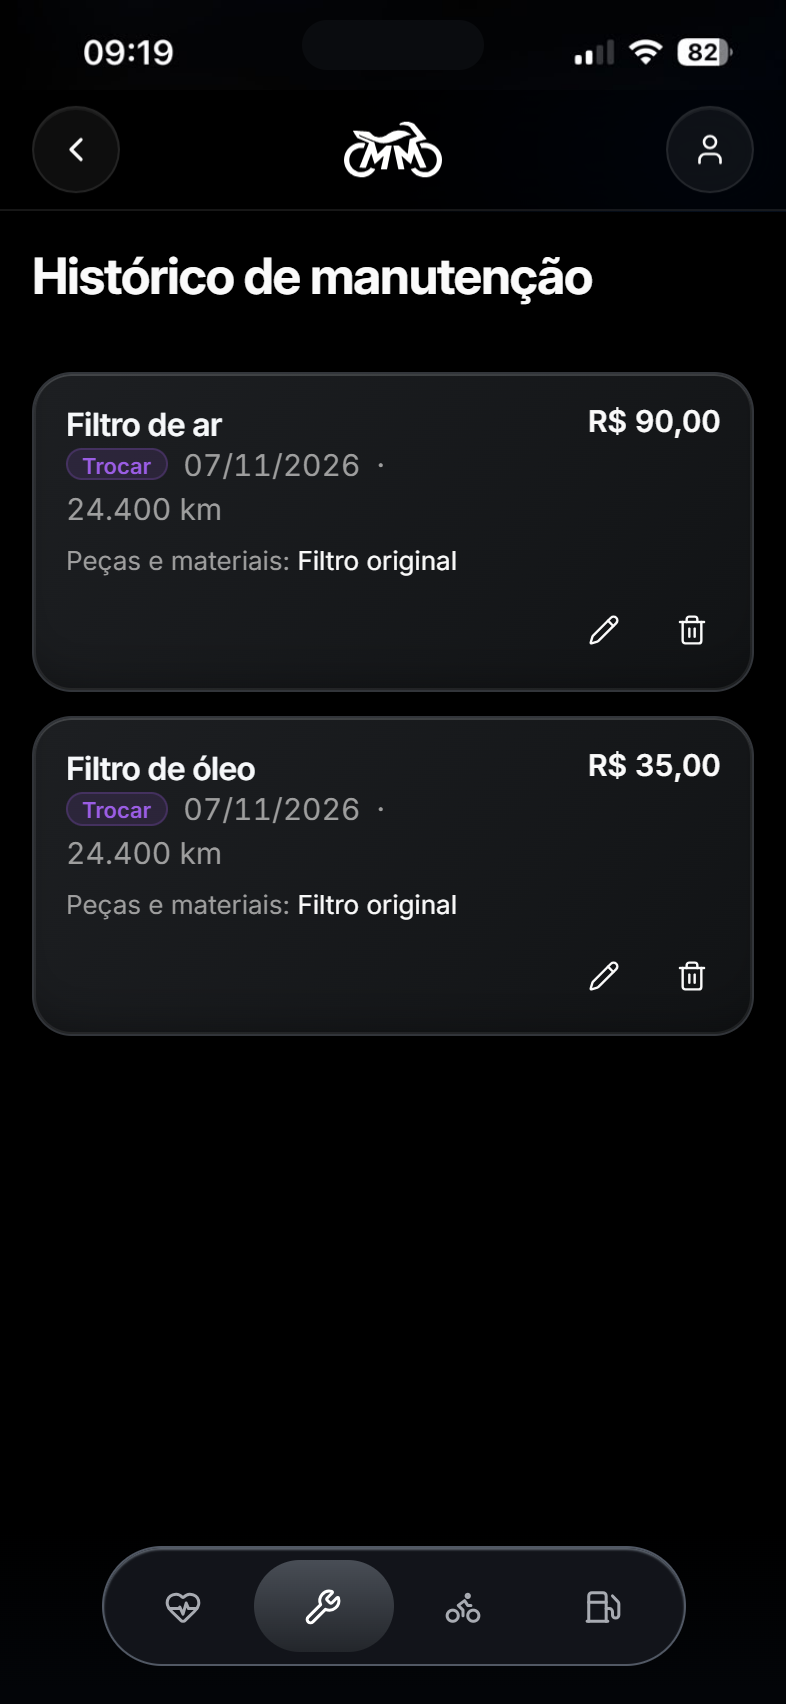 09:19
82
MM
Histórico de manutenção
Filtro de ar
R$ 90,00
Trocar 07/11/2026 ·
24.400 km
Peças e materiais: Filtro original
Filtro de óleo
R$ 35,00
Trocar 07/11/2026 ·
24.400 km
Peças e materiais: Filtro original